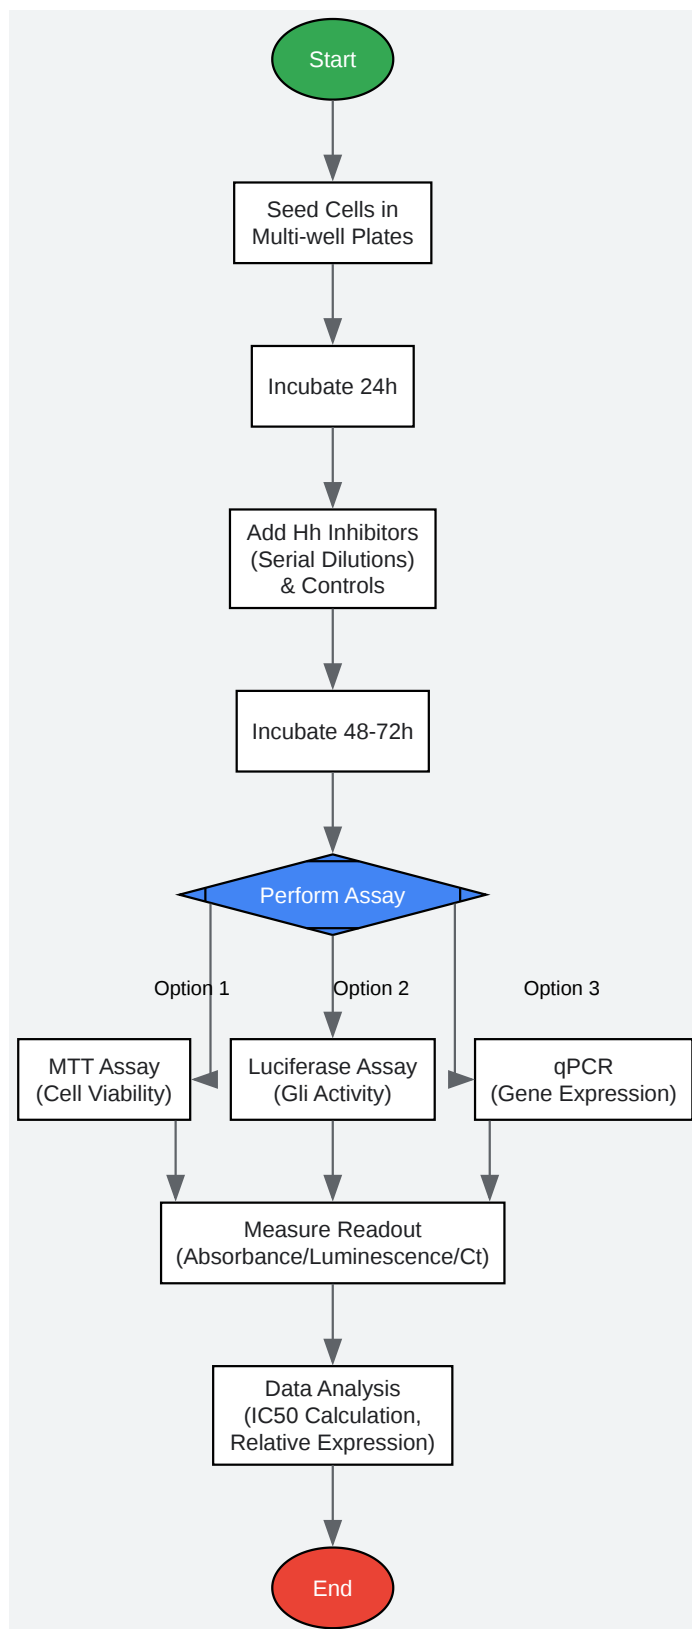 Start
Seed Cells in
Multi-well Plates
Incubate 24h
Add Hh Inhibitors
(Serial Dilutions)
& Controls
Incubate 48-72h
Perform Assay
Option 1
Option 2
Option 3
MTT Assay
(Cell Viability)
Luciferase Assay
(Gli Activity)
qPCR
(Gene Expression)
Measure Readout
(Absorbance/Luminescence/Ct)
Data Analysis
(IC50 Calculation,
Relative Expression)
End